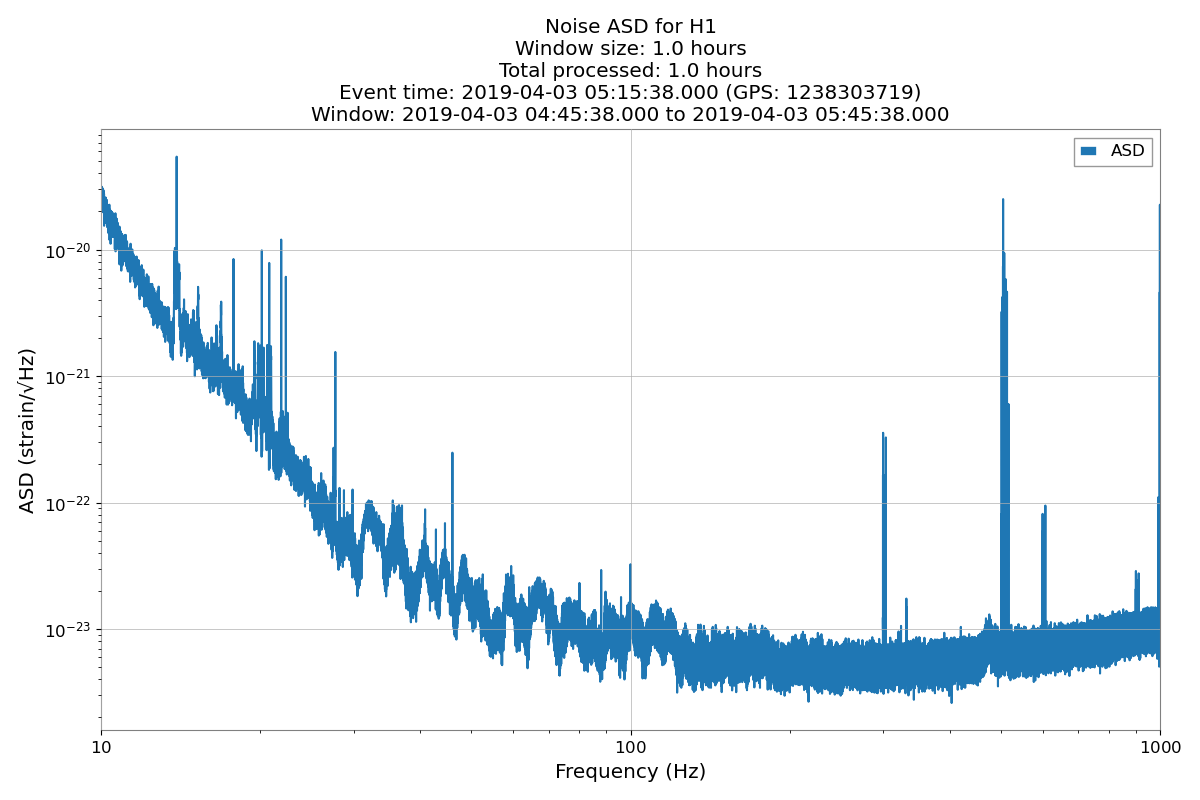 Noise ASD for H1
Window size: 1.0 hours
Total processed: 1.0 hours
Event time: 2019-04-03 05:15:38.000 (GPS: 1238303719)
Window: 2019-04-03 04:45:38.000 to 2019-04-03 05:45:38.000
ASD
10⁻²⁰
10⁻²¹
10⁻²²
10⁻²³
ASD (strain/√Hz)
10 100 1000
Frequency (Hz)